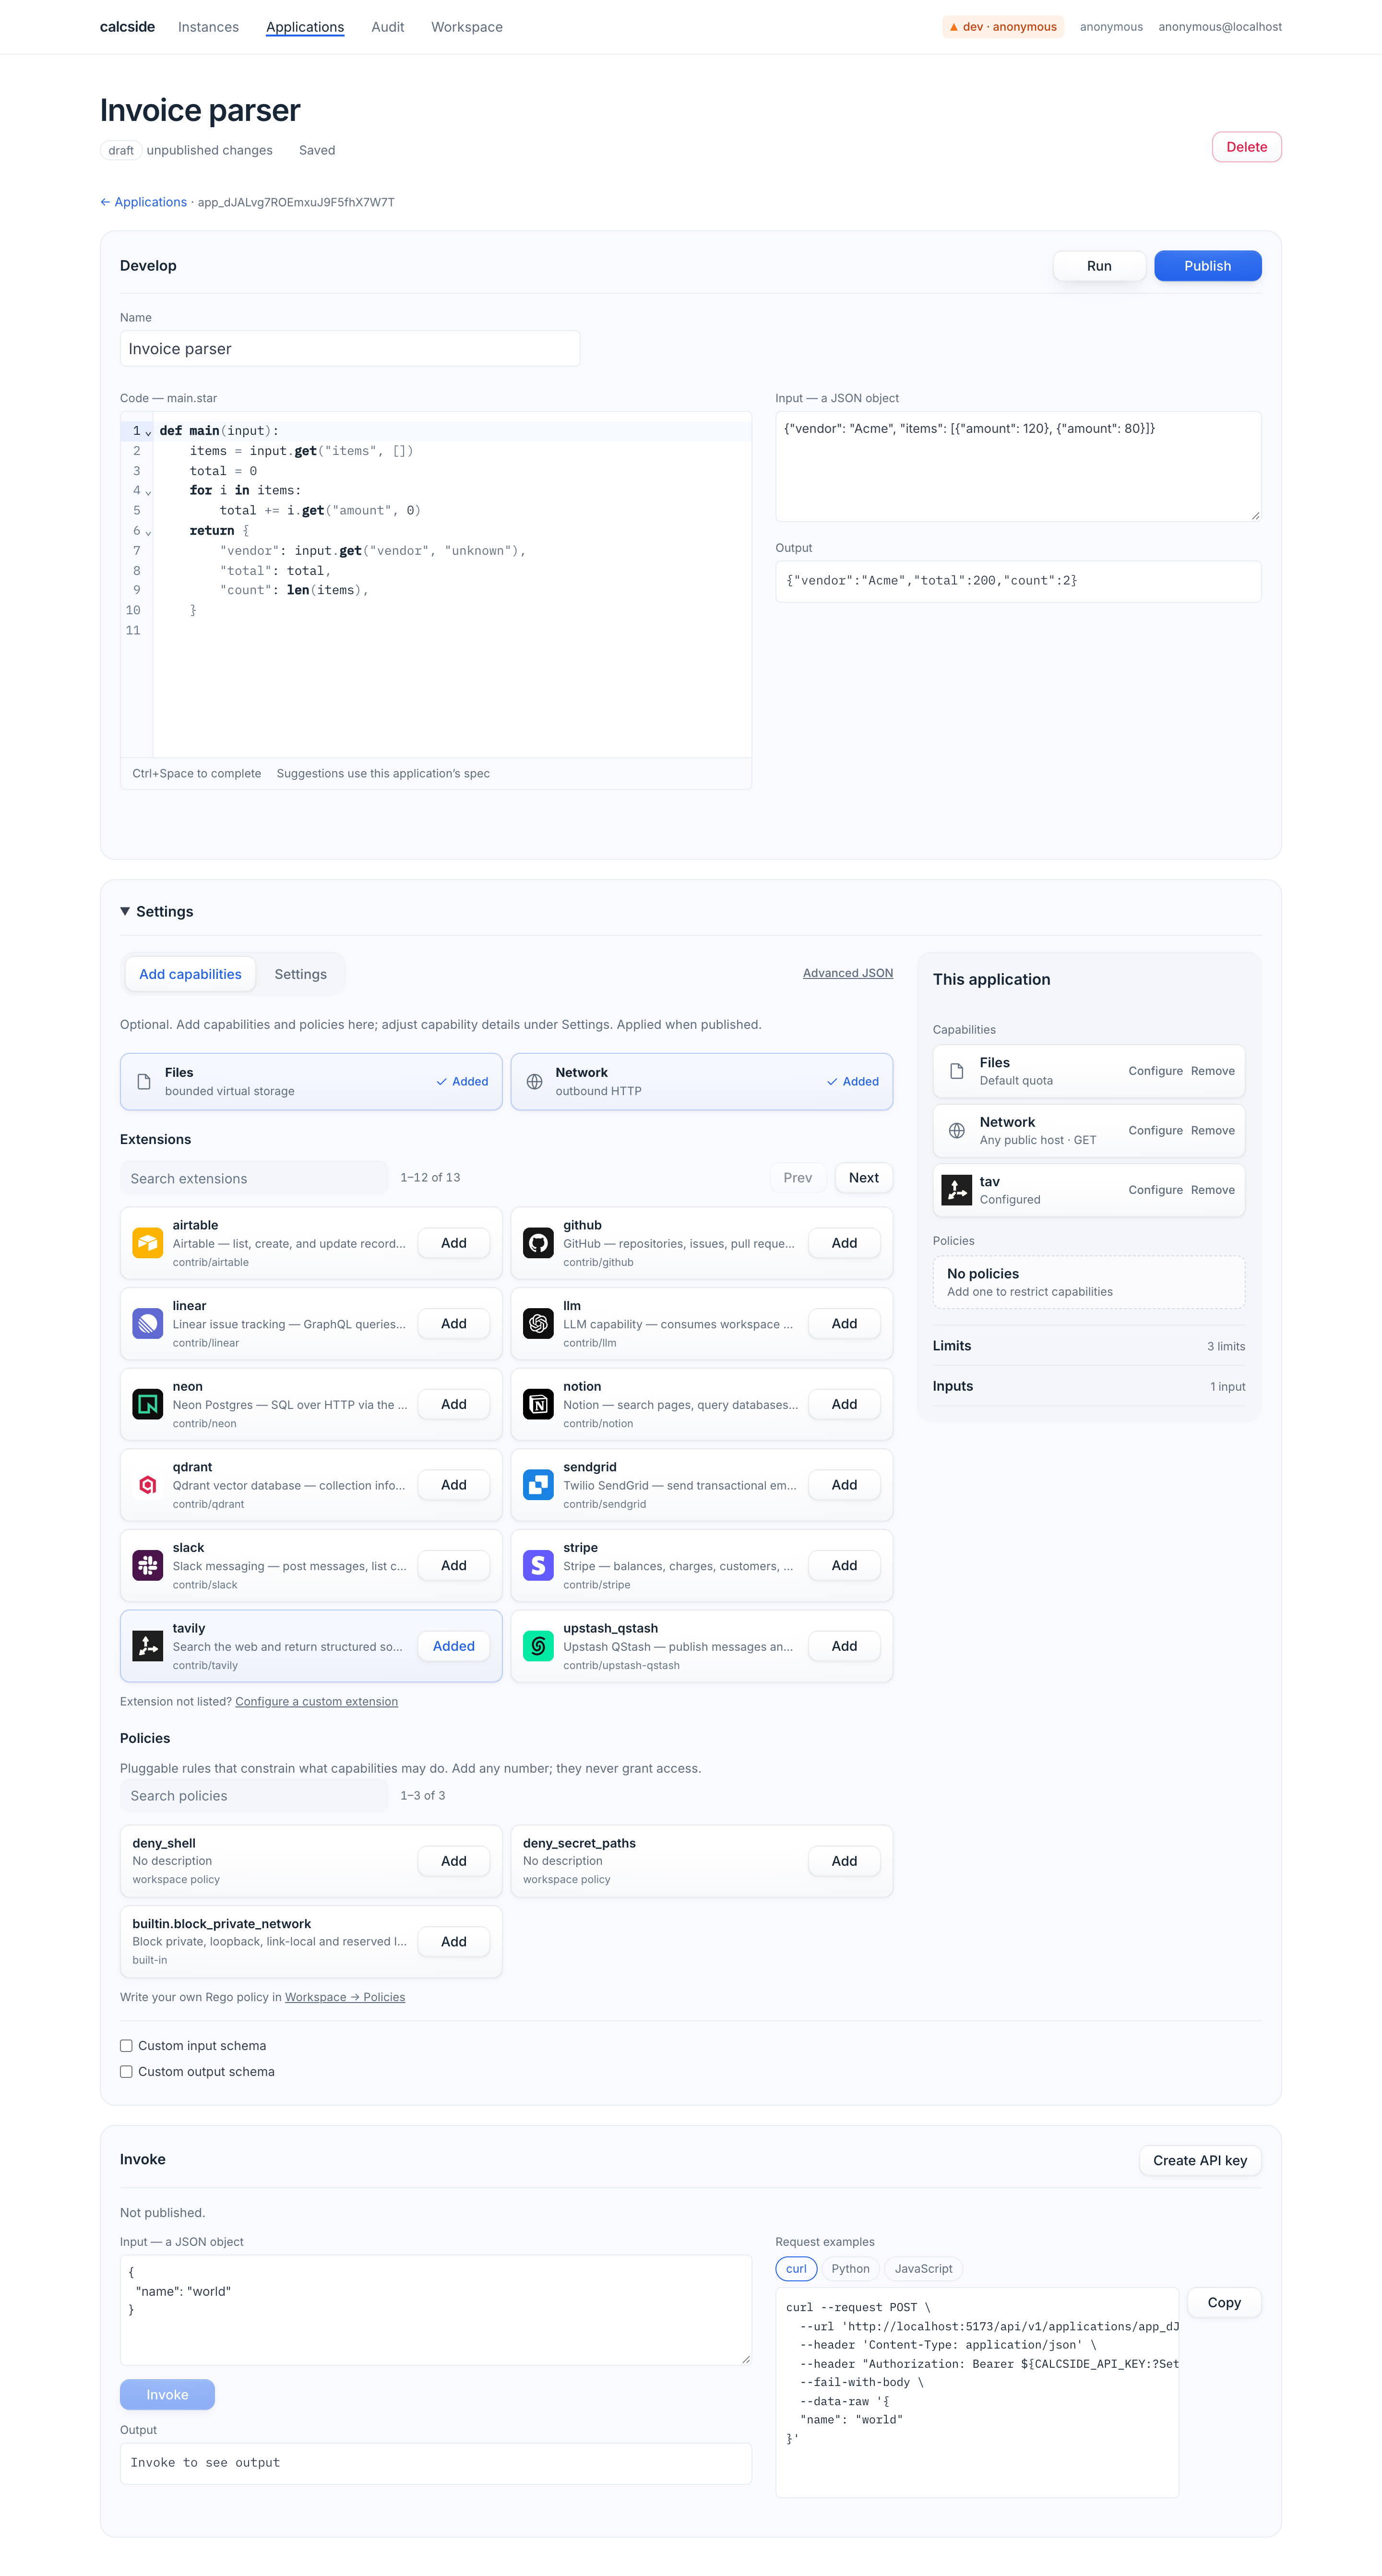 calcside Instances Applications Audit Workspace
dev · anonymous anonymous anonymous@localhost
Invoice parser
draft unpublished changes Saved
Delete
← Applications · app_dJALvg7ROEmxuJ9F5fhX7W7T
Develop
Run Publish
Name
Invoice parser
Code — main.star
1 def main(input):
2 items = input.get("items", [])
3 total = 0
4 for i in items:
5 total += i.get("amount", 0)
6 return {
7 "vendor": input.get("vendor", "unknown"),
8 "total": total,
9 "count": len(items),
10 }
11
Ctrl+Space to complete Suggestions use this application’s spec
Input — a JSON object
{"vendor": "Acme", "items": [{"amount": 120}, {"amount": 80}]}
Output
{"vendor":"Acme","total":200,"count":2}
Settings
Add capabilities Settings
Advanced JSON
Optional. Add capabilities and policies here; adjust capability details under Settings. Applied when published.
Files
bounded virtual storage
Added
Network
outbound HTTP
Added
Extensions
Search extensions
1–12 of 13
Prev Next
airtable
Airtable — list, create, and update record...
contrib/airtable
Add
github
GitHub — repositories, issues, pull reque...
contrib/github
Add
linear
Linear issue tracking — GraphQL queries...
contrib/linear
Add
llm
LLM capability — consumes workspace ...
contrib/llm
Add
neon
Neon Postgres — SQL over HTTP via the ...
contrib/neon
Add
notion
Notion — search pages, query databases...
contrib/notion
Add
qdrant
Qdrant vector database — collection info...
contrib/qdrant
Add
sendgrid
Twilio SendGrid — send transactional em...
contrib/sendgrid
Add
slack
Slack messaging — post messages, list c...
contrib/slack
Add
stripe
Stripe — balances, charges, customers, ...
contrib/stripe
Add
tavily
Search the web and return structured so...
contrib/tavily
Added
upstash_qstash
Upstash QStash — publish messages an...
contrib/upstash-qstash
Add
Extension not listed? Configure a custom extension
Policies
Pluggable rules that constrain what capabilities may do. Add any number; they never grant access.
Search policies
1–3 of 3
deny_shell
No description
workspace policy
Add
deny_secret_paths
No description
workspace policy
Add
builtin.block_private_network
Block private, loopback, link-local and reserved I...
built-in
Add
Write your own Rego policy in Workspace → Policies
Custom input schema
Custom output schema
This application
Capabilities
Files
Default quota
Configure Remove
Network
Any public host · GET
Configure Remove
tav
Configured
Configure Remove
Policies
No policies
Add one to restrict capabilities
Limits 3 limits
Inputs 1 input
Invoke
Create API key
Not published.
Input — a JSON object
{
"name": "world"
}
Invoke
Output
Invoke to see output
Request examples
curl Python JavaScript
curl --request POST \
--url 'http://localhost:5173/api/v1/applications/app_dJ
--header 'Content-Type: application/json' \
--header "Authorization: Bearer ${CALCSIDE_API_KEY:?Set
--fail-with-body \
--data-raw '{
"name": "world"
}'
Copy